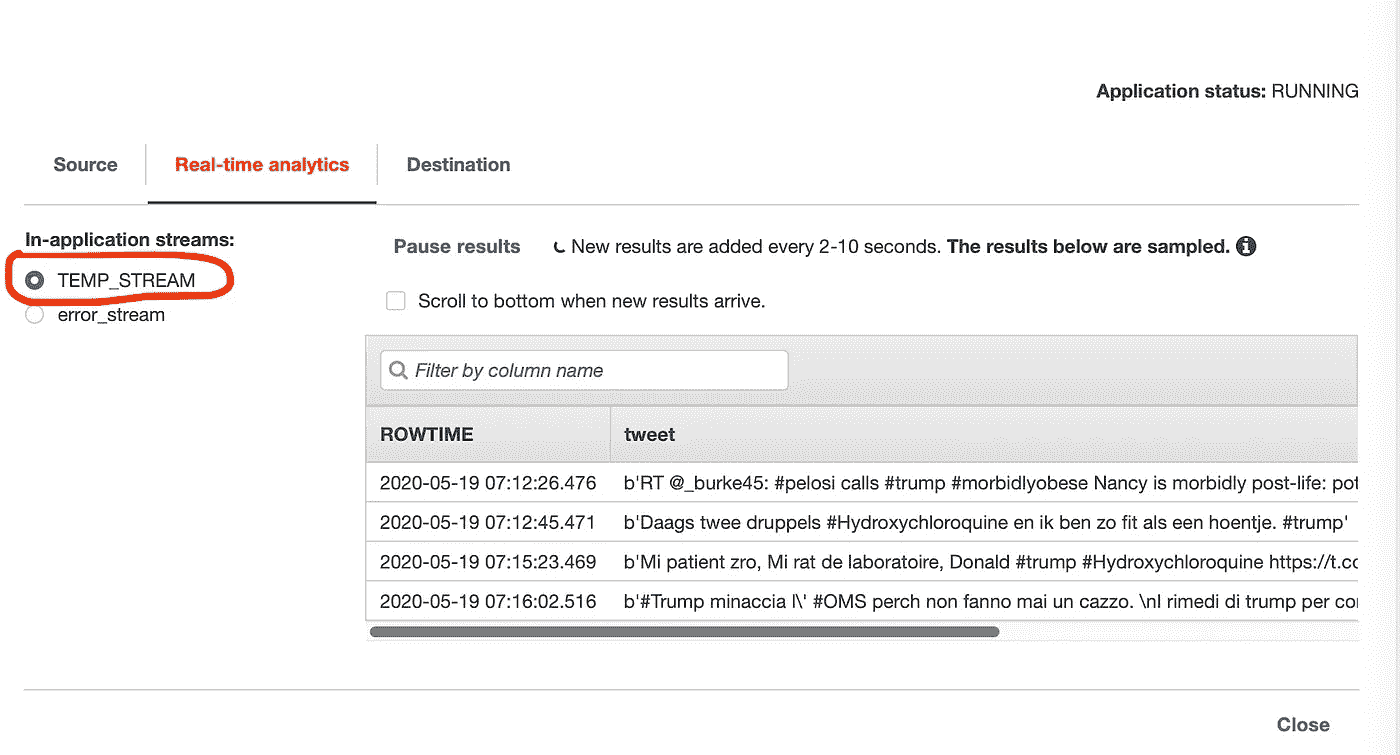 Application status: RUNNING
Source Real-time analytics Destination
In-application streams:
TEMP_STREAM
error_stream
Pause results New results are added every 2-10 seconds. The results below are sampled.
Scroll to bottom when new results arrive.
Filter by column name
ROWTIME tweet
2020-05-19 07:12:26.476 b'RT @_burke45: #pelosi calls #trump #morbidlyobese Nancy is morbidly post-life: pot
2020-05-19 07:12:45.471 b'Daags twee druppels #Hydroxychloroquine en ik ben zo fit als een hoentje. #trump'
2020-05-19 07:15:23.469 b'Mi patient zro, Mi rat de laboratoire, Donald #trump #Hydroxychloroquine https://t.cc
2020-05-19 07:16:02.516 b'#Trump minaccia l\' #OMS perch non fanno mai un cazzo. \nI rimedi di trump per cor
Close